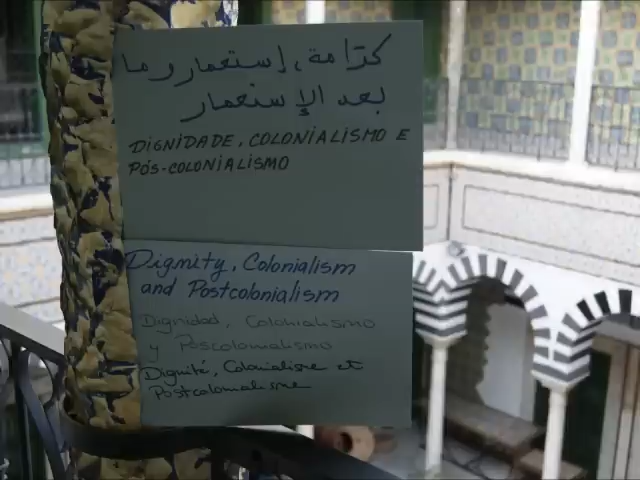 كرامة، إستعمار وما
بعد الإستعمار
DIGNIDADE, COLONIALISMO E
PÓS-COLONIALISMO
Dignity, Colonialism
and Postcolonialism
Dignidad, Colonialismo
y Poscolonialismo
Dignité, Colonialisme et
Postcolonialisme